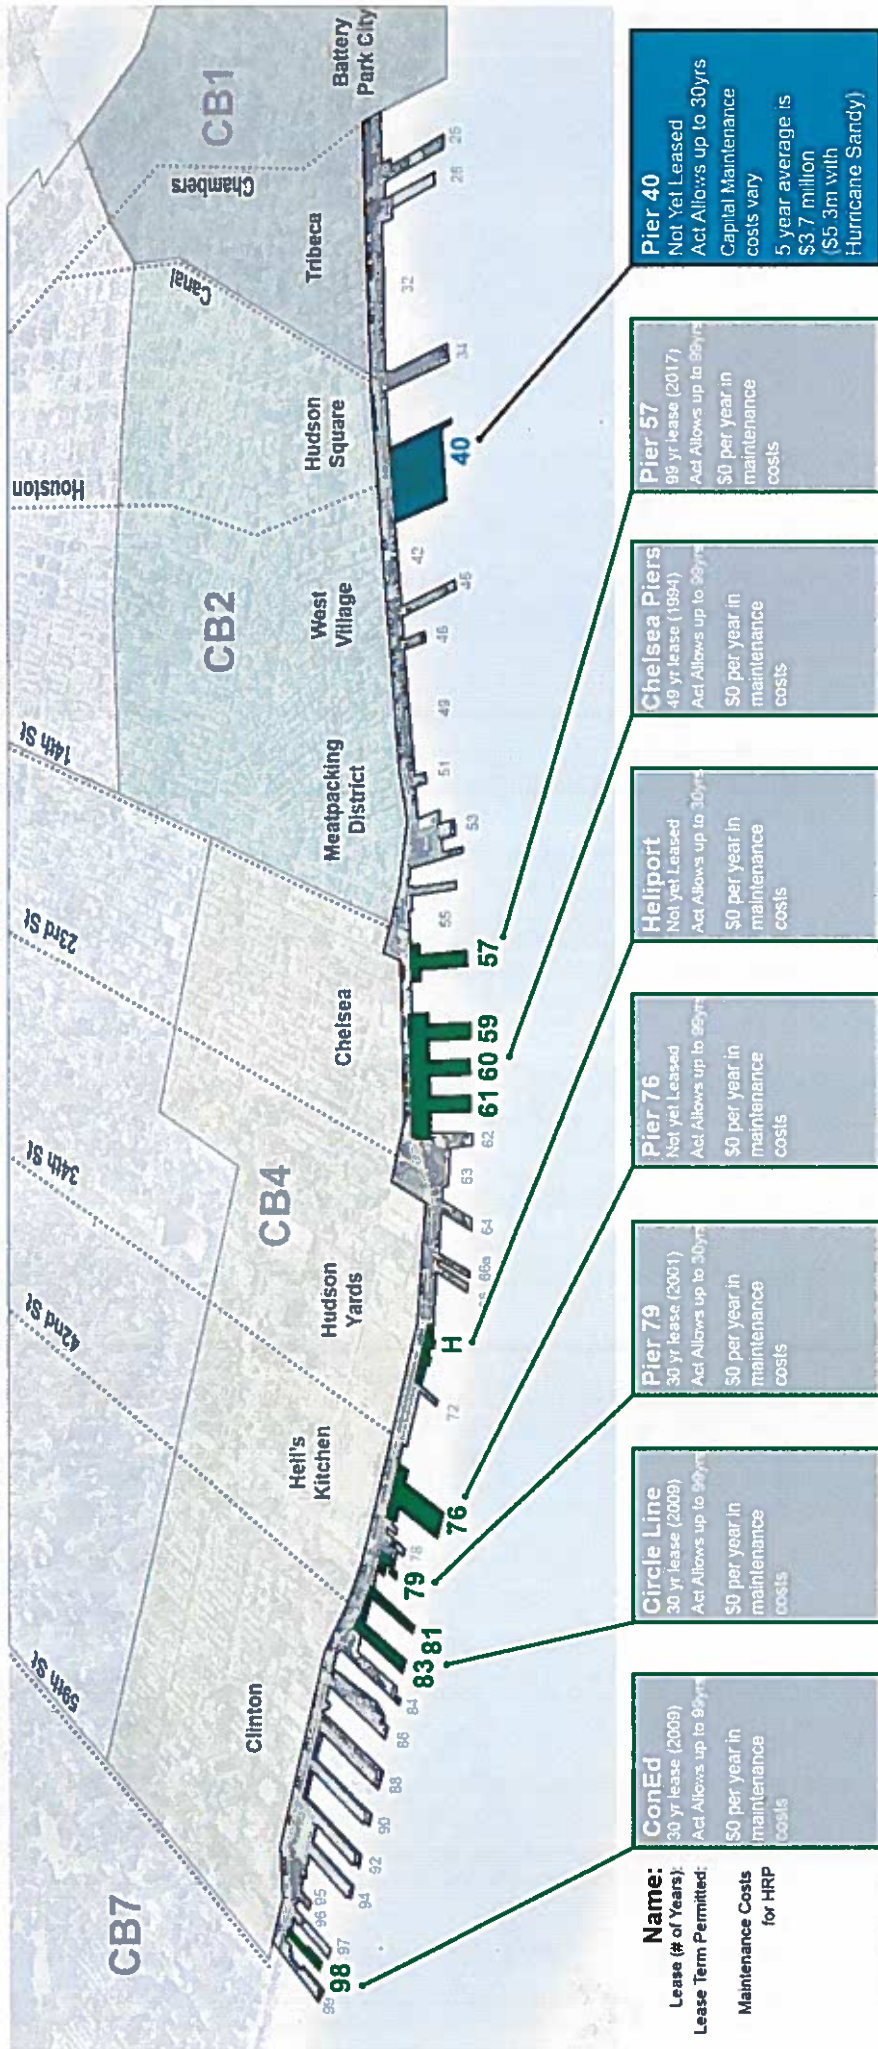 CB7
59th St
42nd St
34th St
23rd St
14th St
Houston
Canal
Chambers
CB4
CB2
CB1
Clinton
Hell's
Kitchen
Hudson
Yards
Chelsea
Meatpacking
District
West
Village
Hudson
Square
Tribeca
Battery
Park City
99
98
97
96
95
94
92
90
88
86
84
83
81
79
78
76
72
H
66a
64
63
62
61
60
59
57
55
53
51
49
46
45
42
40
34
32
26
25
Name:
Lease (# of Years):
Lease Term Permitted:
Maintenance Costs
for HRP
ConEd
30 yr lease (2009)
Act Allows up to 99yrs
$0 per year in
maintenance
costs
Circle Line
30 yr lease (2009)
Act Allows up to 99yrs
$0 per year in
maintenance
costs
Pier 79
30 yr lease (2001)
Act Allows up to 30yrs
$0 per year in
maintenance
costs
Pier 76
Not yet Leased
Act Allows up to 99yrs
$0 per year in
maintenance
costs
Heliport
Not yet Leased
Act Allows up to 30yrs
$0 per year in
maintenance
costs
Chelsea Piers
49 yr lease (1994)
Act Allows up to 99yrs
$0 per year in
maintenance
costs
Pier 57
99 yr lease (2017)
Act Allows up to 99yrs
$0 per year in
maintenance
costs
Pier 40
Not Yet Leased
Act Allows up to 30yrs
Capital Maintenance
costs vary
5 year average is
$3.7 million
($5.3m with
Hurricane Sandy)